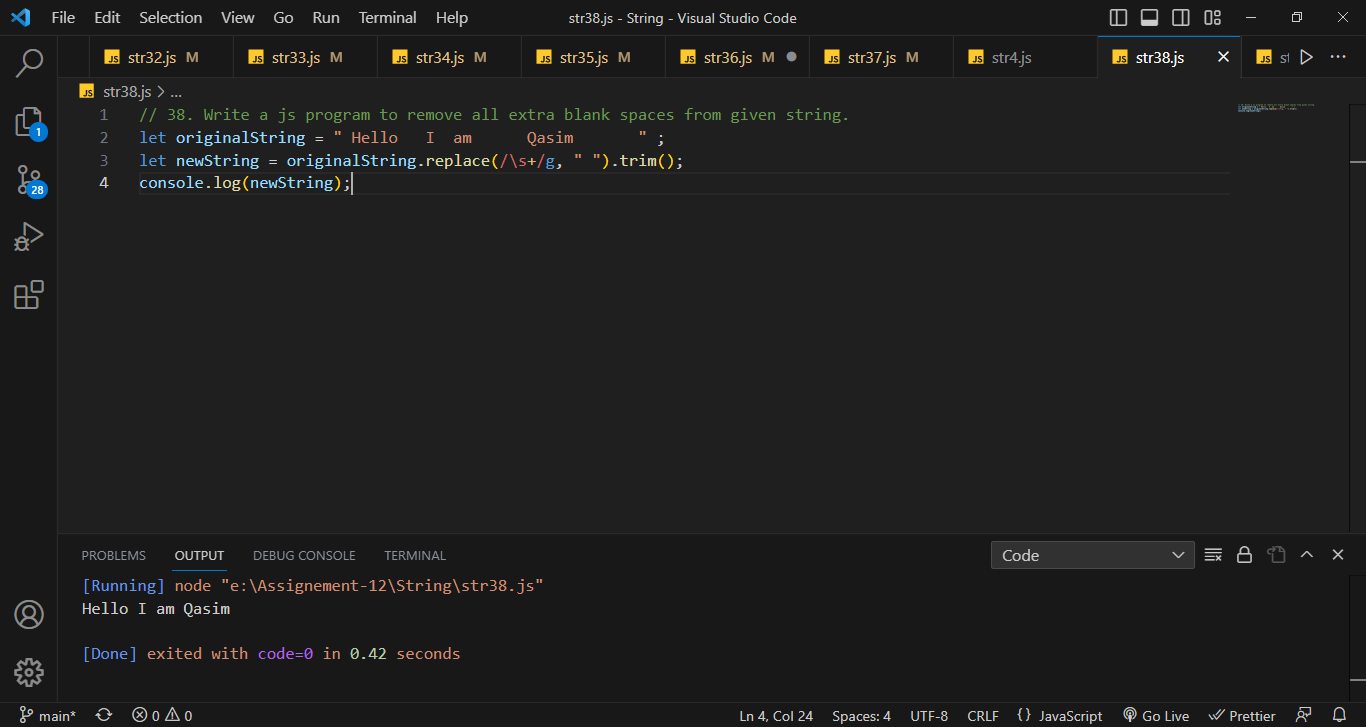 File Edit Selection View Go Run Terminal Help str38.js - String - Visual Studio Code
JS str32.js M JS str33.js M JS str34.js M JS str35.js M JS str36.js M JS str37.js M JS str4.js JS str38.js JS st
JS str38.js > ...
1 // 38. Write a js program to remove all extra blank spaces from given string.
2 let originalString = " Hello   I  am      Qasim       " ;
3 let newString = originalString.replace(/\s+/g, " ").trim();
4 console.log(newString);
1
28
PROBLEMS OUTPUT DEBUG CONSOLE TERMINAL Code
[Running] node "e:\Assignement-12\String\str38.js"
Hello I am Qasim
[Done] exited with code=0 in 0.42 seconds
main* 0 0 Ln 4, Col 24 Spaces: 4 UTF-8 CRLF {} JavaScript Go Live Prettier